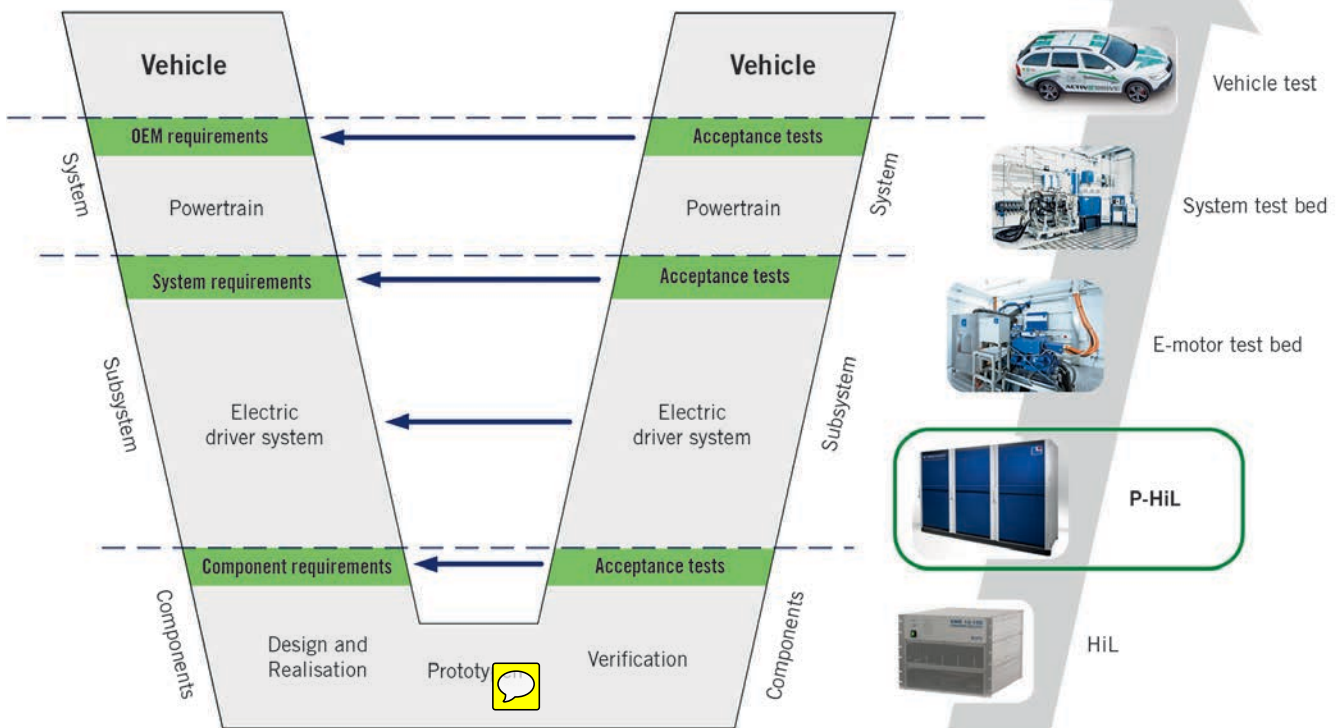 Vehicle
Vehicle
Vehicle test
OEM requirements
Acceptance tests
System
System
Powertrain
Powertrain
System test bed
System requirements
Acceptance tests
E-motor test bed
Subsystem
Subsystem
Electric
driver system
Electric
driver system
P-HiL
Component requirements
Acceptance tests
Components
Components
HiL
Design and
Realisation
Verification
ACTIVE DRIVE